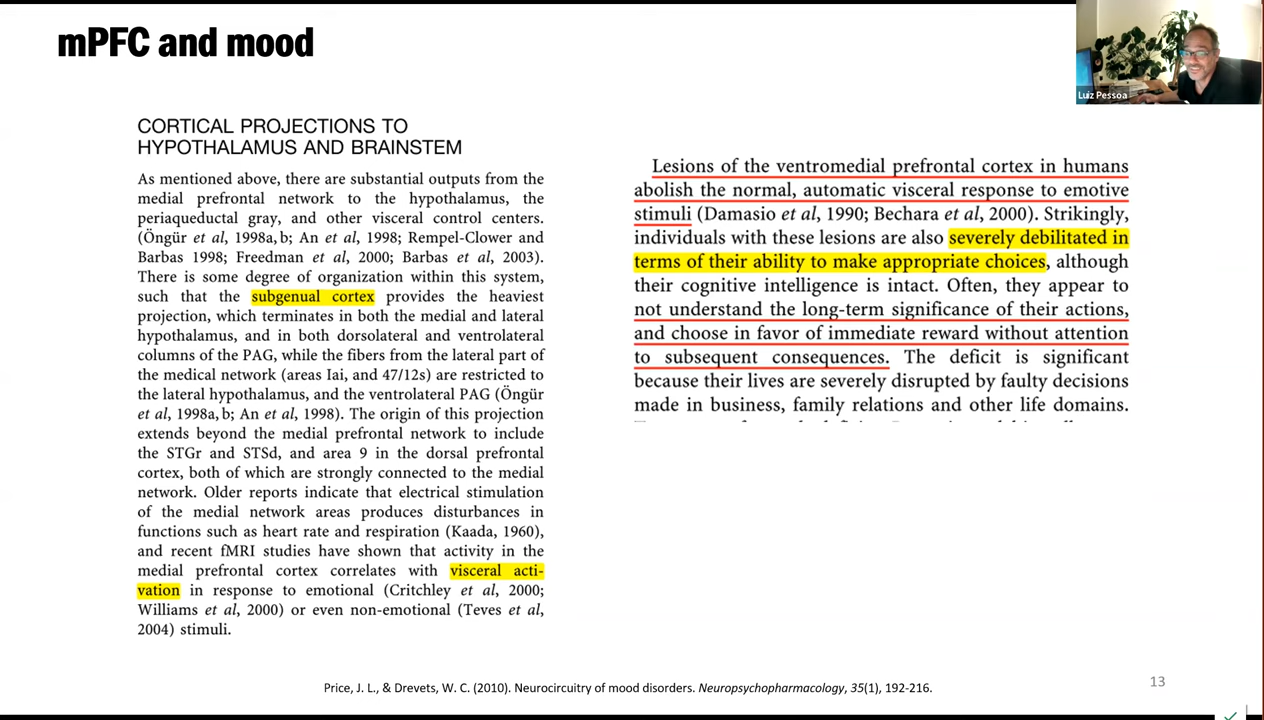 mPFC and mood
Luiz Pessoa
CORTICAL PROJECTIONS TO
HYPOTHALAMUS AND BRAINSTEM
As mentioned above, there are substantial outputs from the
medial prefrontal network to the hypothalamus, the
periaqueductal gray, and other visceral control centers.
(Öngür et al, 1998a, b; An et al, 1998; Rempel-Clower and
Barbas 1998; Freedman et al, 2000; Barbas et al, 2003).
There is some degree of organization within this system,
such that the subgenual cortex provides the heaviest
projection, which terminates in both the medial and lateral
hypothalamus, and in both dorsolateral and ventrolateral
columns of the PAG, while the fibers from the lateral part of
the medical network (areas Iai, and 47/12s) are restricted to
the lateral hypothalamus, and the ventrolateral PAG (Öngür
et al, 1998a, b; An et al, 1998). The origin of this projection
extends beyond the medial prefrontal network to include
the STGr and STSd, and area 9 in the dorsal prefrontal
cortex, both of which are strongly connected to the medial
network. Older reports indicate that electrical stimulation
of the medial network areas produces disturbances in
functions such as heart rate and respiration (Kaada, 1960),
and recent fMRI studies have shown that activity in the
medial prefrontal cortex correlates with visceral acti-
vation in response to emotional (Critchley et al, 2000;
Williams et al, 2000) or even non-emotional (Teves et al,
2004) stimuli.
Lesions of the ventromedial prefrontal cortex in humans
abolish the normal, automatic visceral response to emotive
stimuli (Damasio et al, 1990; Bechara et al, 2000). Strikingly,
individuals with these lesions are also severely debilitated in
terms of their ability to make appropriate choices, although
their cognitive intelligence is intact. Often, they appear to
not understand the long-term significance of their actions,
and choose in favor of immediate reward without attention
to subsequent consequences. The deficit is significant
because their lives are severely disrupted by faulty decisions
made in business, family relations and other life domains.
Price, J. L., & Drevets, W. C. (2010). Neurocircuitry of mood disorders. Neuropsychopharmacology, 35(1), 192-216.
13